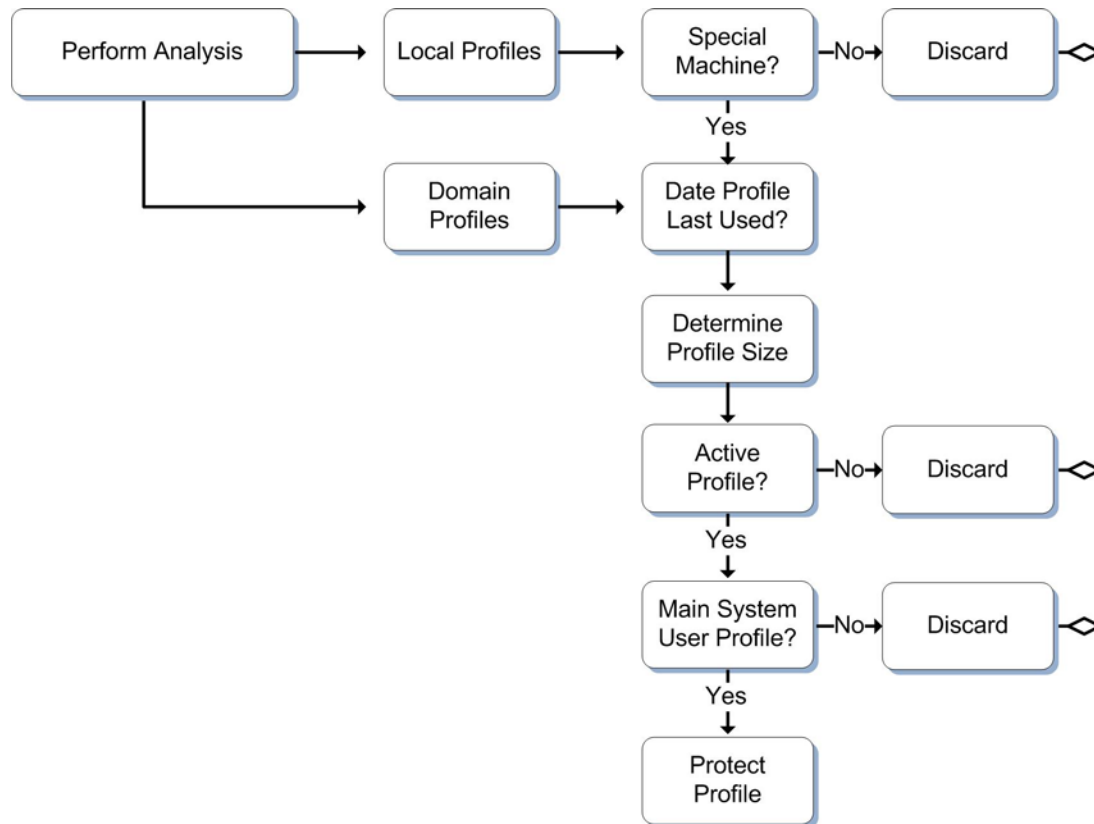 Perform Analysis
Local Profiles
Special
Machine?
No
Discard
Yes
Domain
Profiles
Date Profile
Last Used?
Determine
Profile Size
Active
Profile?
No
Discard
Yes
Main System
User Profile?
No
Discard
Yes
Protect
Profile